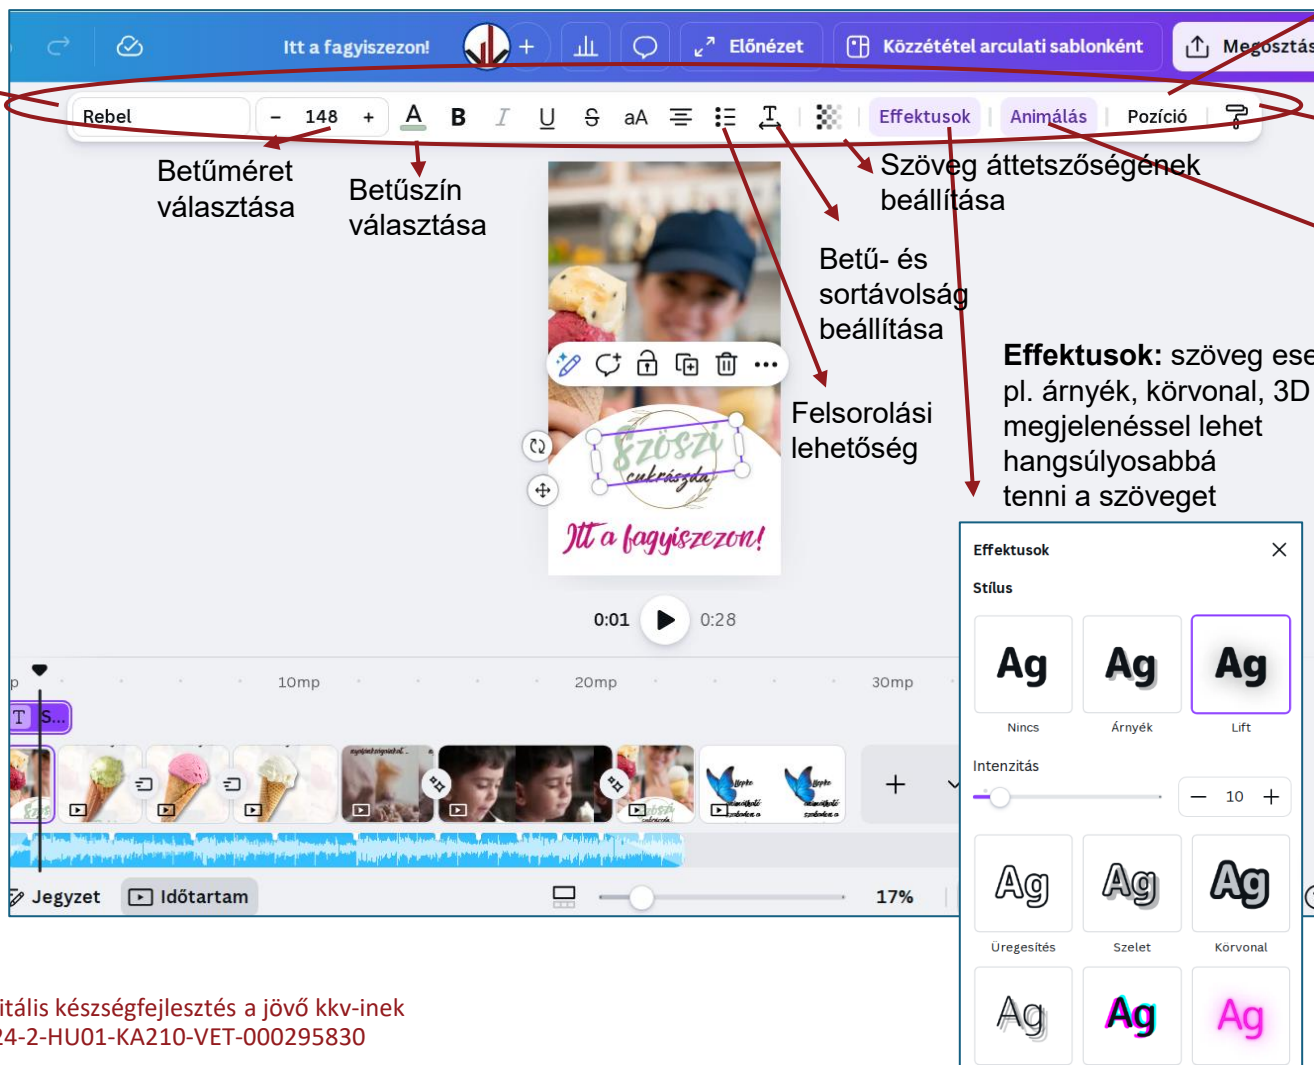 Itt a fagyiszezon!
Előnézet
Közzététel arculati sablonként
Megosztás
Rebel
- 148 +
A B I U S aA
Effektusok
Animálás
Pozíció
Betűméret
választása
Betűszín
választása
Szöveg áttetszőségének
beállítása
Betű- és
sortávolság
beállítása
Felsorolási
lehetőség
Effektusok: szöveg ese
pl. árnyék, körvonal, 3D
megjelenéssel lehet
hangsúlyosabbá
tenni a szöveget
Szöszi
cukrászda
Itt a fagyiszezon!
0:01
0:28
10mp
20mp
30mp
T S...
Jegyzet
Időtartam
17%
Effektusok
Stílus
Ag Ag Ag
Nincs Árnyék Lift
Intenzitás
— 10 +
Ag Ag Ag
Üregesítés Szelet Körvonal
Ag Ag Ag
itális készségfejlesztés a jövő kkv-inek
24-2-HU01-KA210-VET-000295830